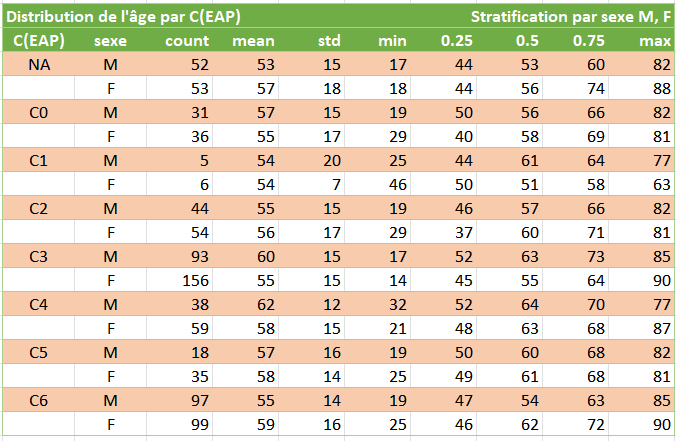 Distribution de l'âge par C(EAP) Stratification par sexe M, F
C(EAP) sexe count mean std min 0.25 0.5 0.75 max
NA M 52 53 15 17 44 53 60 82
F 53 57 18 18 44 56 74 88
C0 M 31 57 15 19 50 56 66 82
F 36 55 17 29 40 58 69 81
C1 M 5 54 20 25 44 61 64 77
F 6 54 7 46 50 51 58 63
C2 M 44 55 15 19 46 57 66 82
F 54 56 17 29 37 60 71 81
C3 M 93 60 15 17 52 63 73 85
F 156 55 15 14 45 55 64 90
C4 M 38 62 12 32 52 64 70 77
F 59 58 15 21 48 63 68 87
C5 M 18 57 16 19 50 60 68 82
F 35 58 14 25 49 61 68 81
C6 M 97 55 14 19 47 54 63 85
F 99 59 16 25 46 62 72 90